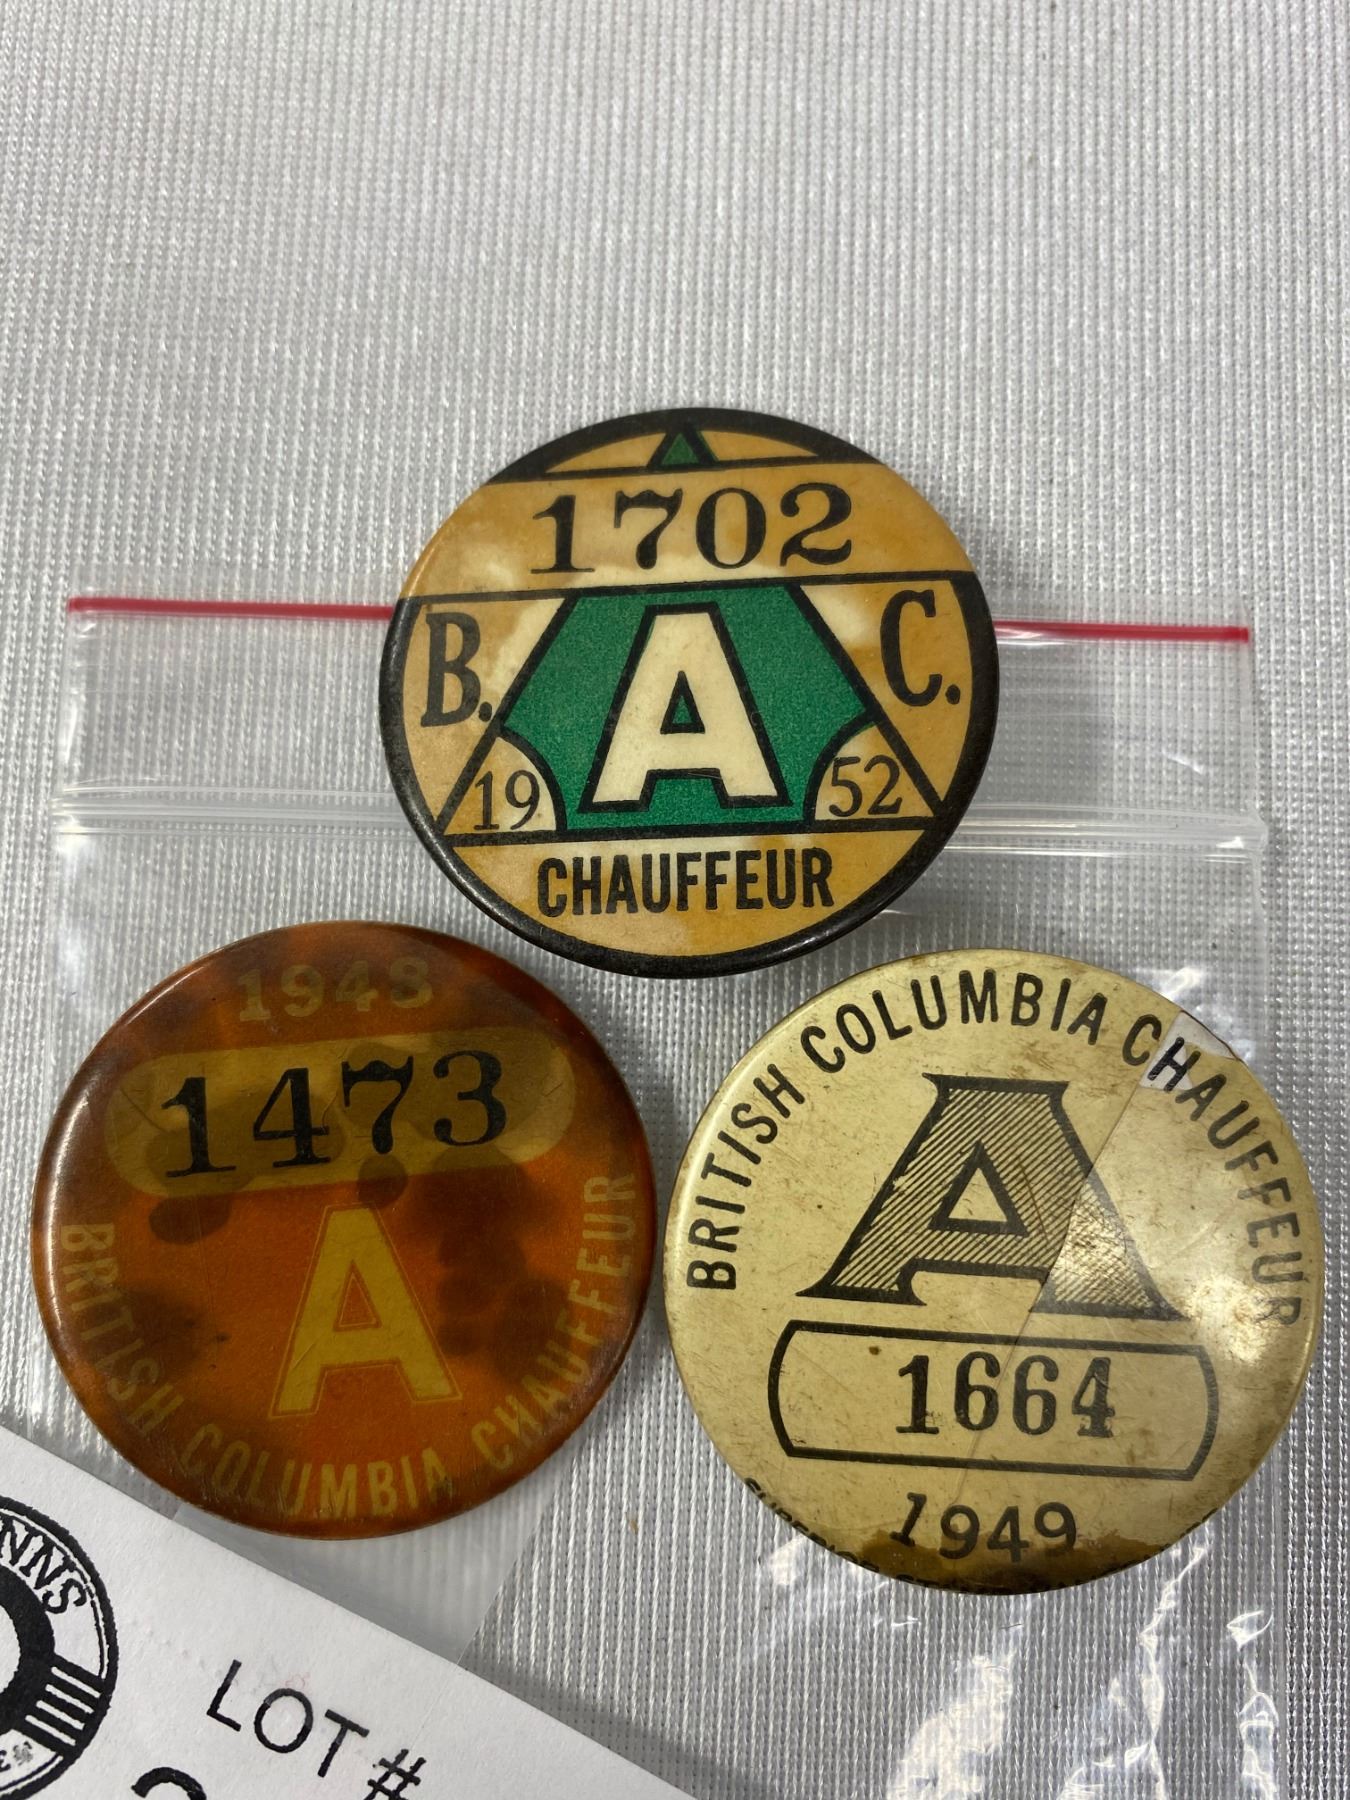 1702
B. A C.
19 52
CHAUFFEUR
1948
1473
A
BRITISH COLUMBIA CHAUFFEUR
BRITISH COLUMBIA CHAUFFEUR
A
1664
1949
LOT #